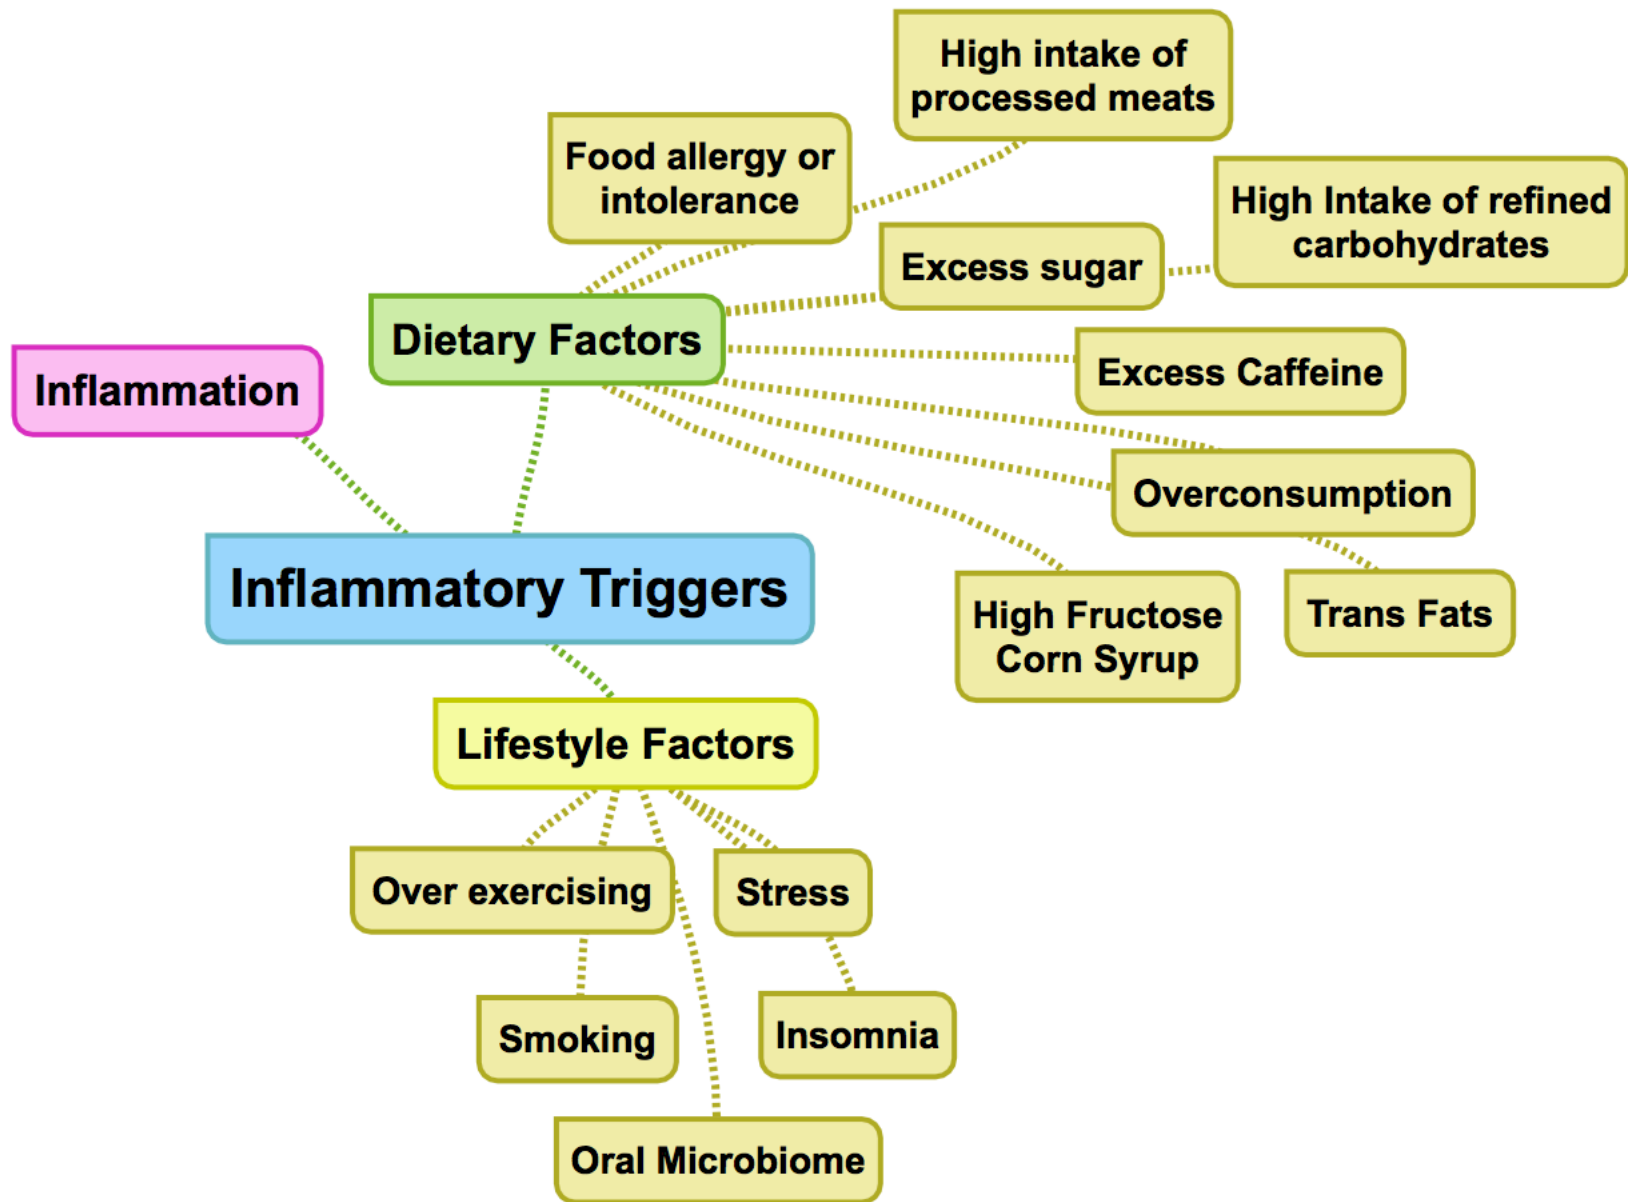 High intake of
processed meats
Food allergy or
intolerance
High Intake of refined
carbohydrates
Excess sugar
Dietary Factors
Inflammation
Excess Caffeine
Overconsumption
Inflammatory Triggers
High Fructose
Corn Syrup
Trans Fats
Lifestyle Factors
Over exercising
Stress
Smoking
Insomnia
Oral Microbiome